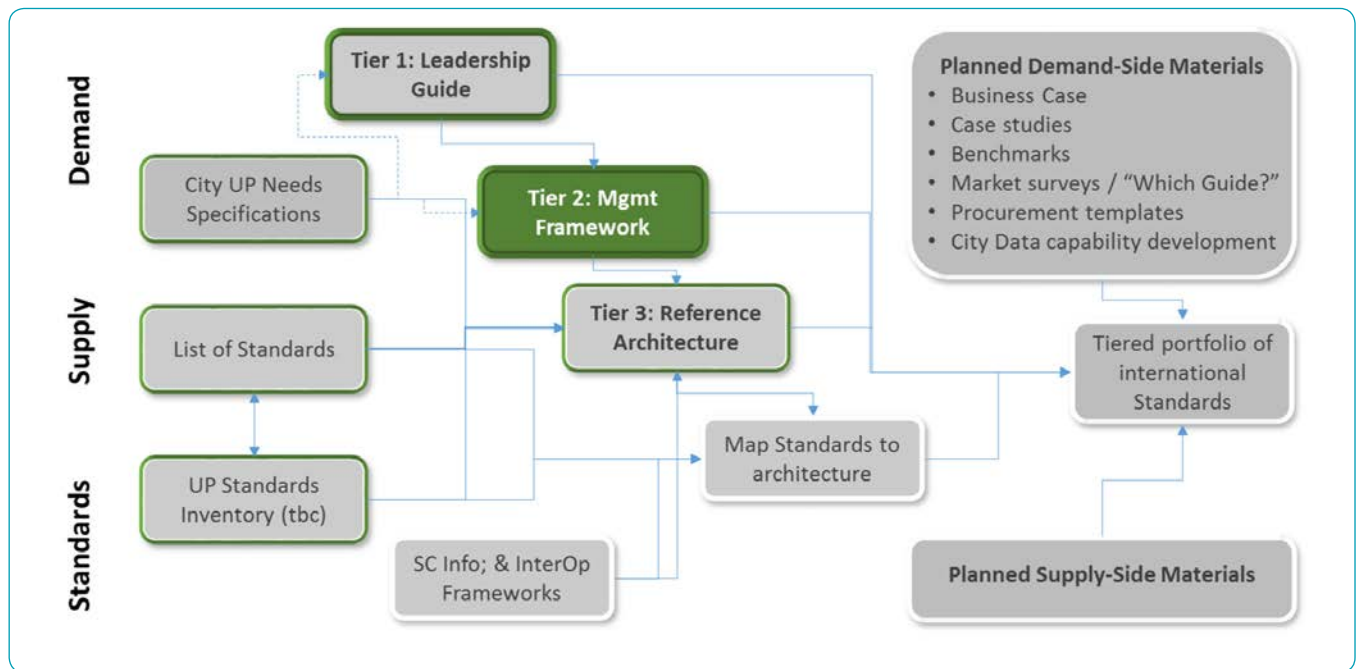 Demand
Supply
Standards
Tier 1: Leadership
Guide
City UP Needs
Specifications
Tier 2: Mgmt
Framework
List of Standards
Tier 3: Reference
Architecture
UP Standards
Inventory (tbc)
Map Standards to
architecture
SC Info; & InterOp
Frameworks
Planned Demand-Side Materials
• Business Case
• Case studies
• Benchmarks
• Market surveys / “Which Guide?”
• Procurement templates
• City Data capability development
Tiered portfolio of
international
Standards
Planned Supply-Side Materials